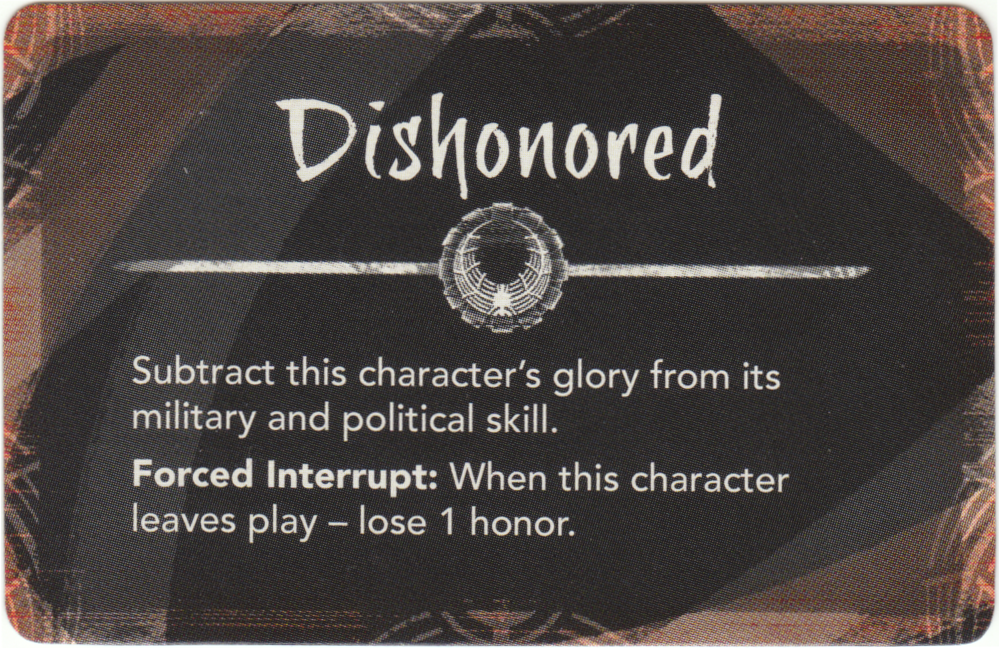 Dishonored
Subtract this character’s glory from its
military and political skill.
Forced Interrupt: When this character
leaves play – lose 1 honor.